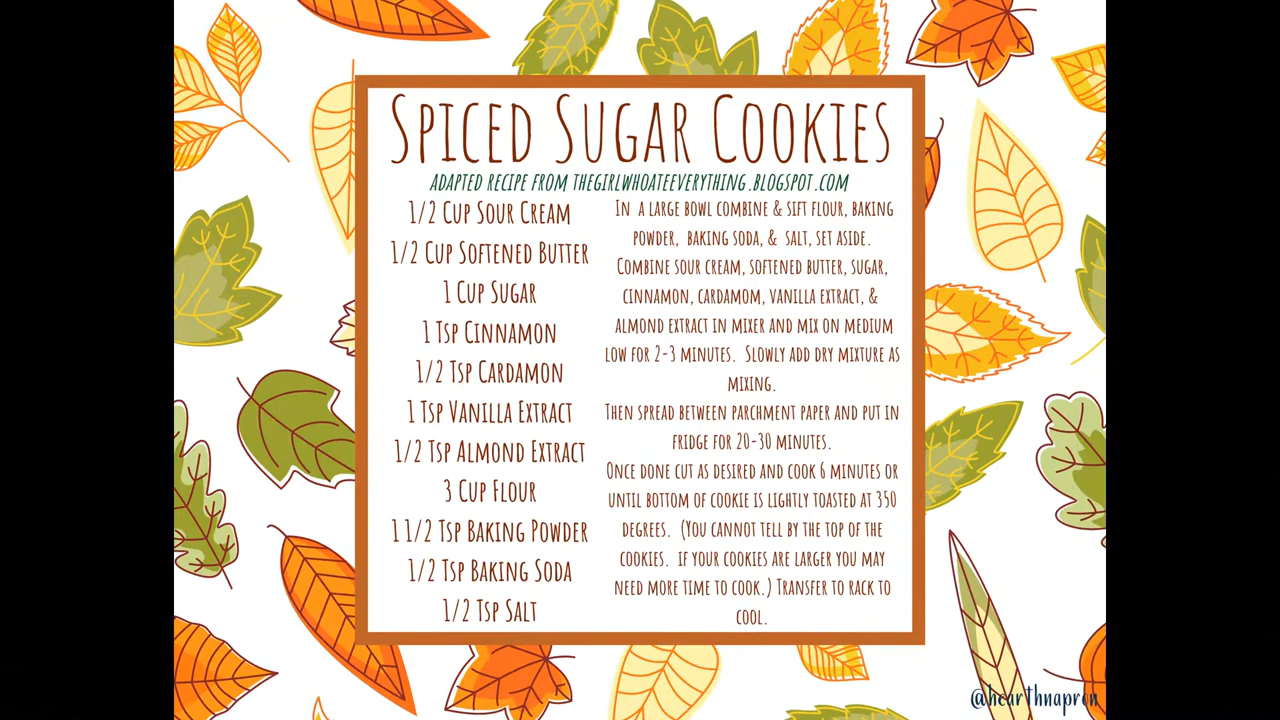 Spiced Sugar Cookies
adapted recipe from thegirlwhoateeverything.blogspot.com
1/2 Cup Sour Cream
1/2 Cup Softened Butter
1 Cup Sugar
1 Tsp Cinnamon
1/2 Tsp Cardamon
1 Tsp Vanilla Extract
1/2 Tsp Almond Extract
3 Cup Flour
1 1/2 Tsp Baking Powder
1/2 Tsp Baking Soda
1/2 Tsp Salt
In a large bowl combine & sift flour, baking
powder, baking soda, & salt, set aside.
Combine sour cream, softened butter, sugar,
cinnamon, cardamom, vanilla extract, &
almond extract in mixer and mix on medium
low for 2-3 minutes. Slowly add dry mixture as
mixing.
Then spread between parchment paper and put in
fridge for 20-30 minutes.
Once done cut as desired and cook 6 minutes or
until bottom of cookie is lightly toasted at 350
degrees. (You cannot tell by the top of the
cookies. if your cookies are larger you may
need more time to cook.) Transfer to rack to
cool.
@hearthnapron